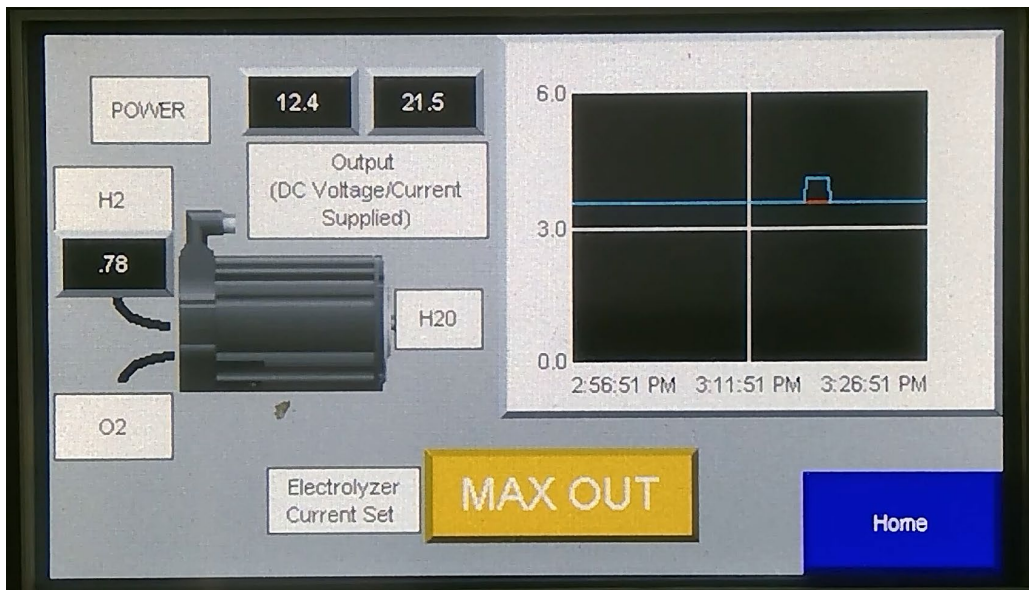 POWER
12.4
21.5
Output
(DC Voltage/Current
Supplied)
H2
.78
H20
O2
Electrolyzer
Current Set
MAX OUT
6.0
3.0
0.0
2:56:51 PM
3:11:51 PM
3:26:51 PM
Home